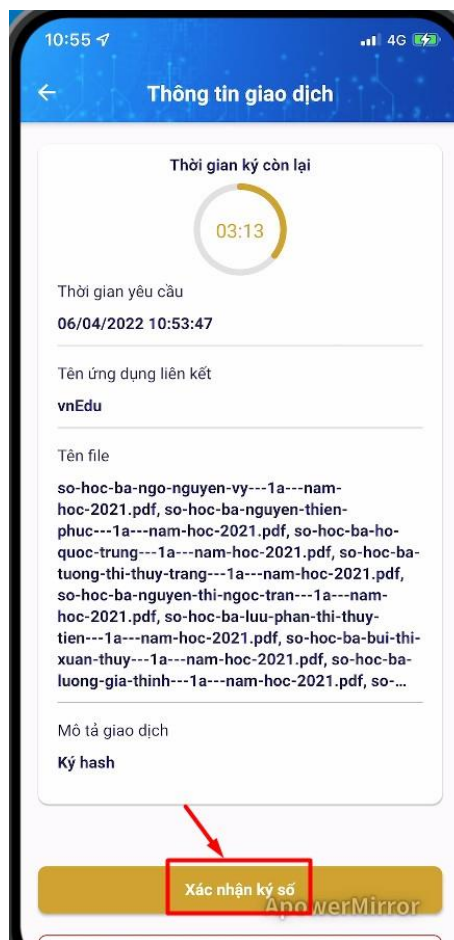 10:55
4G
Thông tin giao dịch
Thời gian ký còn lại
03:13
Thời gian yêu cầu
06/04/2022 10:53:47
Tên ứng dụng liên kết
vnEdu
Tên file
so-hoc-ba-ngo-nguyen-vy---1a---nam-
hoc-2021.pdf, so-hoc-ba-nguyen-thien-
phuc---1a---nam-hoc-2021.pdf, so-hoc-ba-ho-
quoc-trung---1a---nam-hoc-2021.pdf, so-hoc-ba-
tuong-thi-thuy-trang---1a---nam-hoc-2021.pdf,
so-hoc-ba-nguyen-thi-ngoc-tran---1a---nam-
hoc-2021.pdf, so-hoc-ba-luu-phan-thi-thuy-
tien---1a---nam-hoc-2021.pdf, so-hoc-ba-bui-thi-
xuan-thuy---1a---nam-hoc-2021.pdf, so-hoc-ba-
luong-gia-thinh---1a---nam-hoc-2021.pdf, so-...
Mô tả giao dịch
Ký hash
Xác nhận ký số
ApowerMirror